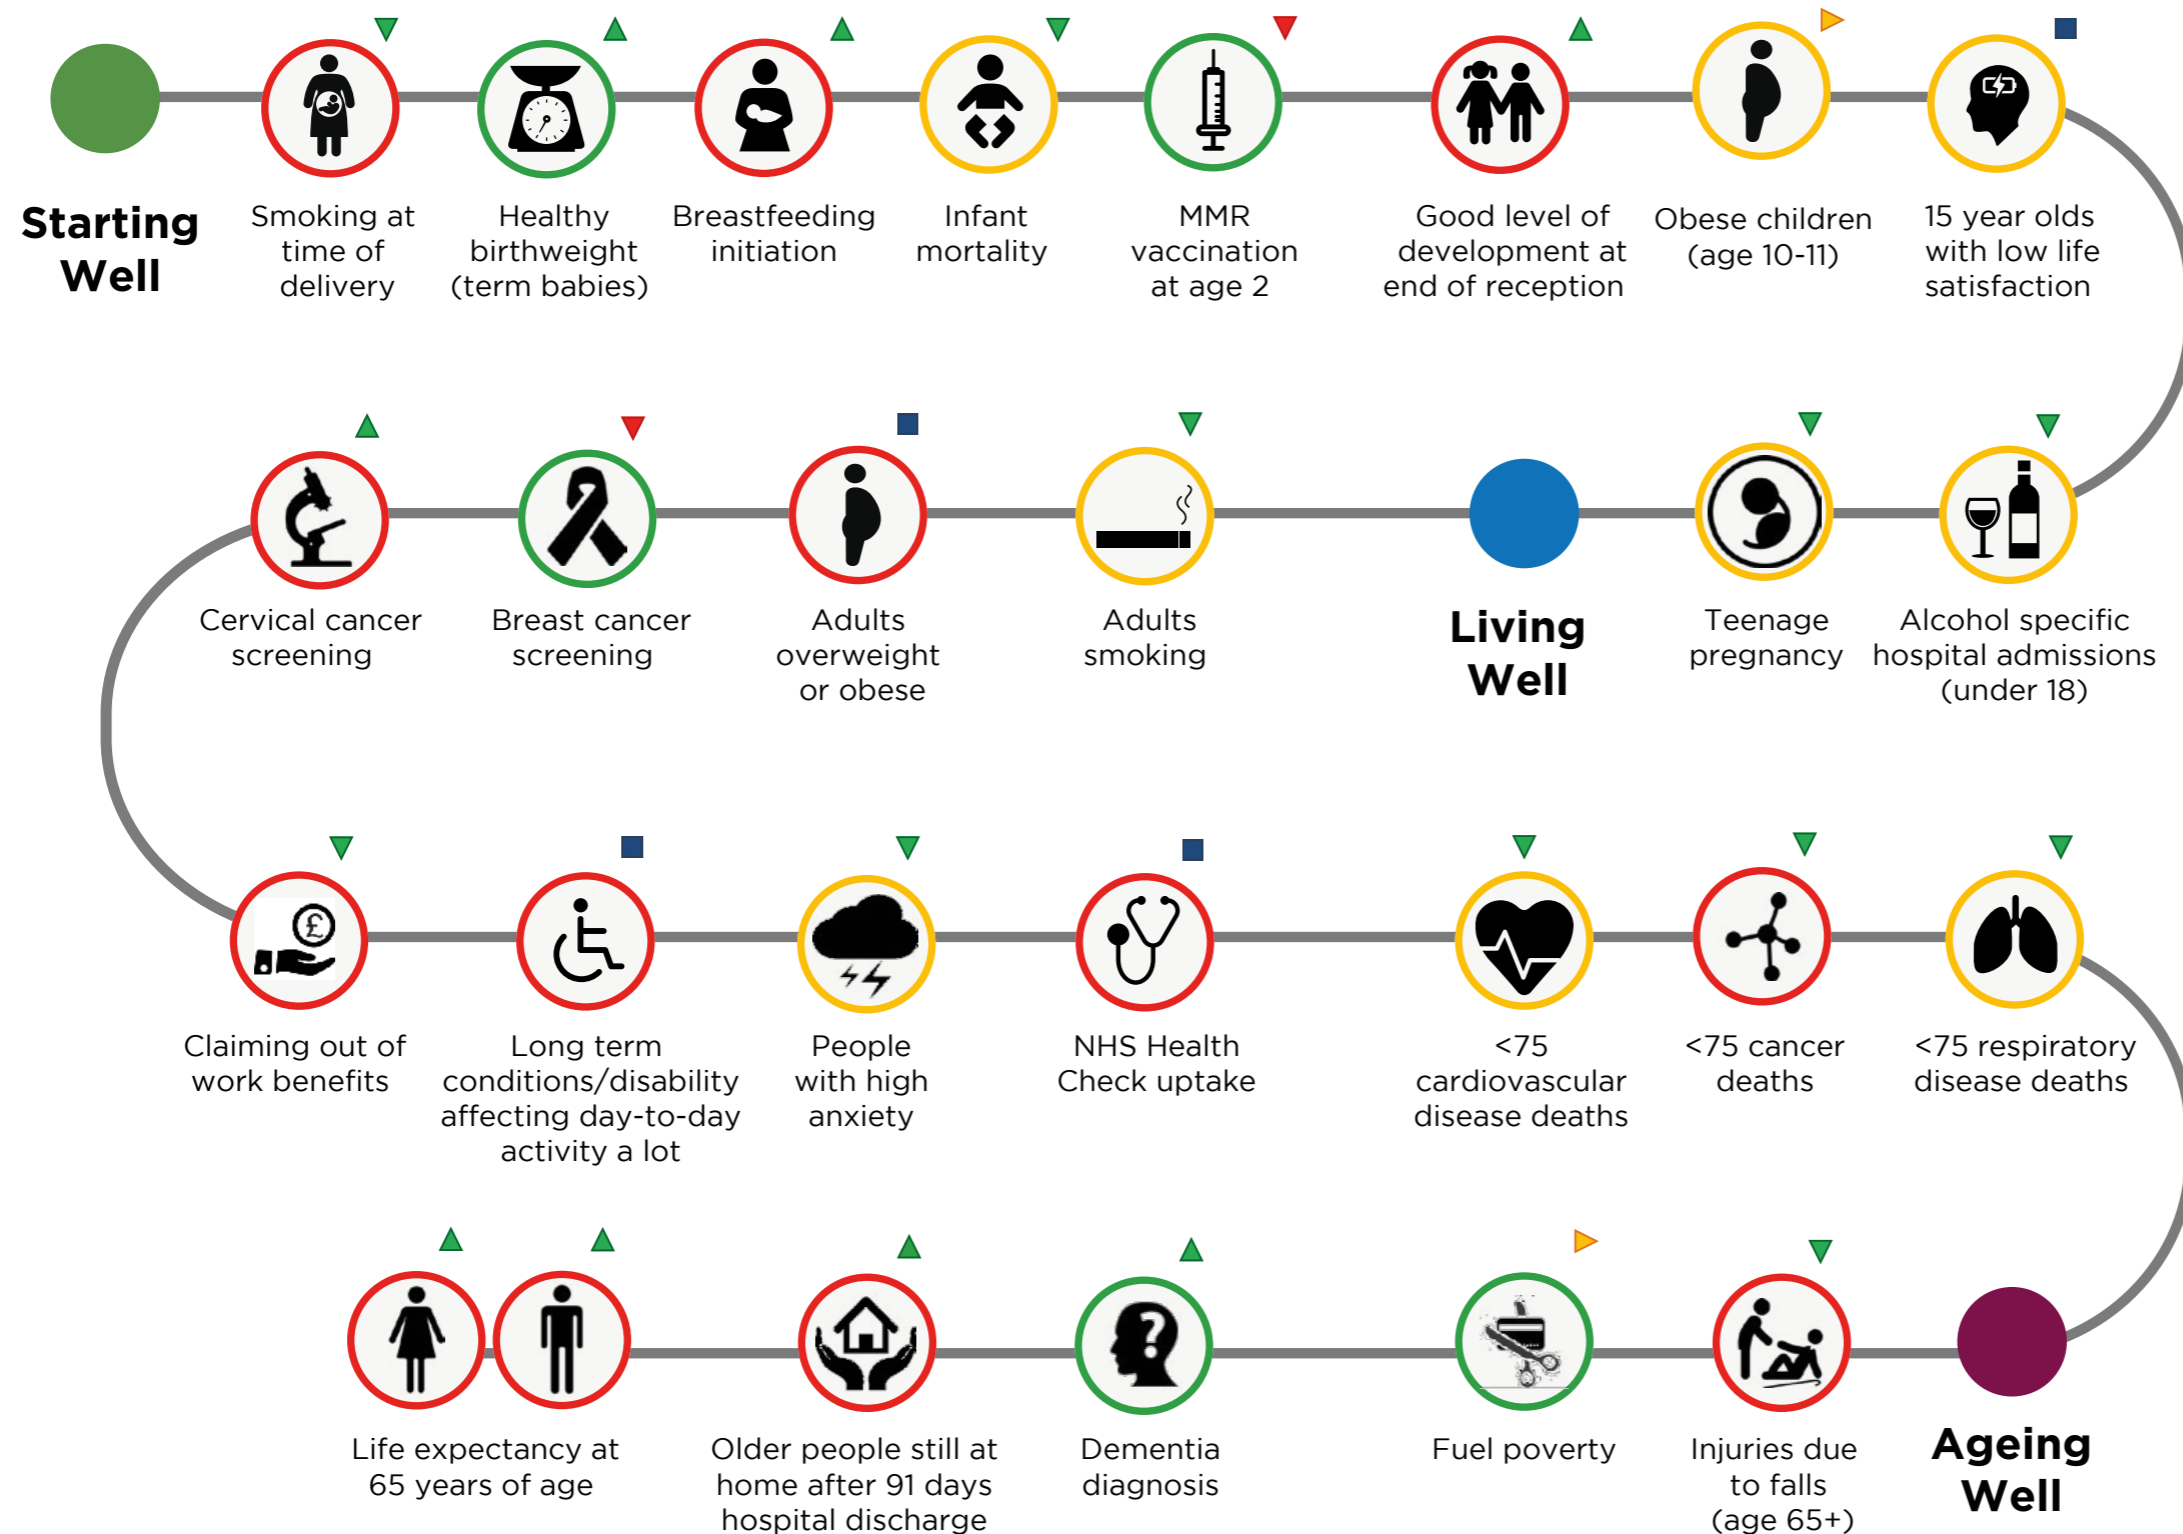 Starting
Well
Smoking at
time of
delivery
Healthy
birthweight
(term babies)
Breastfeeding
initiation
Infant
mortality
MMR
vaccination
at age 2
Good level of
development at
end of reception
Obese children
(age 10-11)
15 year olds
with low life
satisfaction
Cervical cancer
screening
Breast cancer
screening
Adults
overweight
or obese
Adults
smoking
Living
Well
Teenage
pregnancy
Alcohol specific
hospital admissions
(under 18)
£
Claiming out of
work benefits
Long term
conditions/disability
affecting day-to-day
activity a lot
People
with high
anxiety
NHS Health
Check uptake
<75
cardiovascular
disease deaths
<75 cancer
deaths
<75 respiratory
disease deaths
Life expectancy at
65 years of age
Older people still at
home after 91 days
hospital discharge
?
Dementia
diagnosis
Fuel poverty
Injuries due
to falls
(age 65+)
Ageing
Well